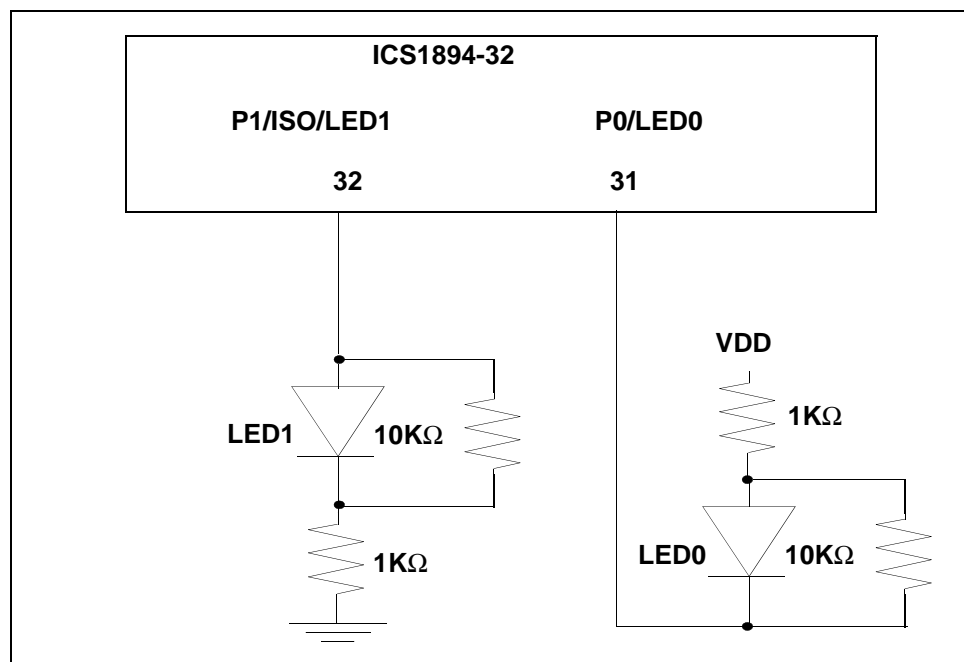 ICS1894-32
P1/ISO/LED1 P0/LED0
32 31
VDD
1KΩ
LED1 10KΩ
LED0 10KΩ
1KΩ